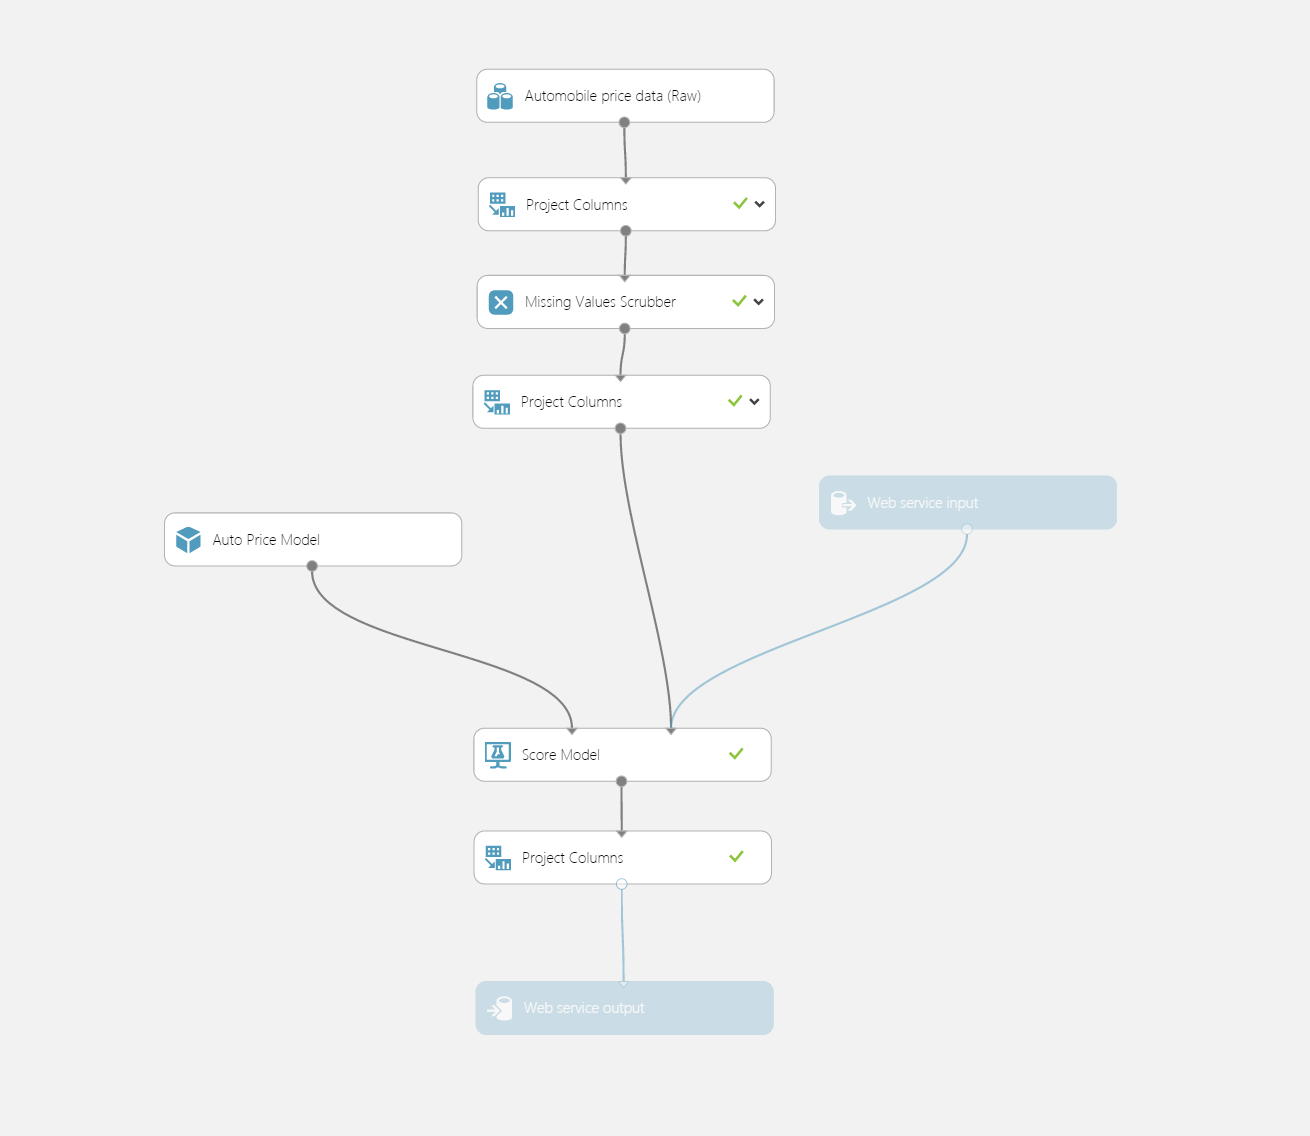 Automobile price data (Raw)
Project Columns
Missing Values Scrubber
Project Columns
Web service input
Auto Price Model
Score Model
Project Columns
Web service output